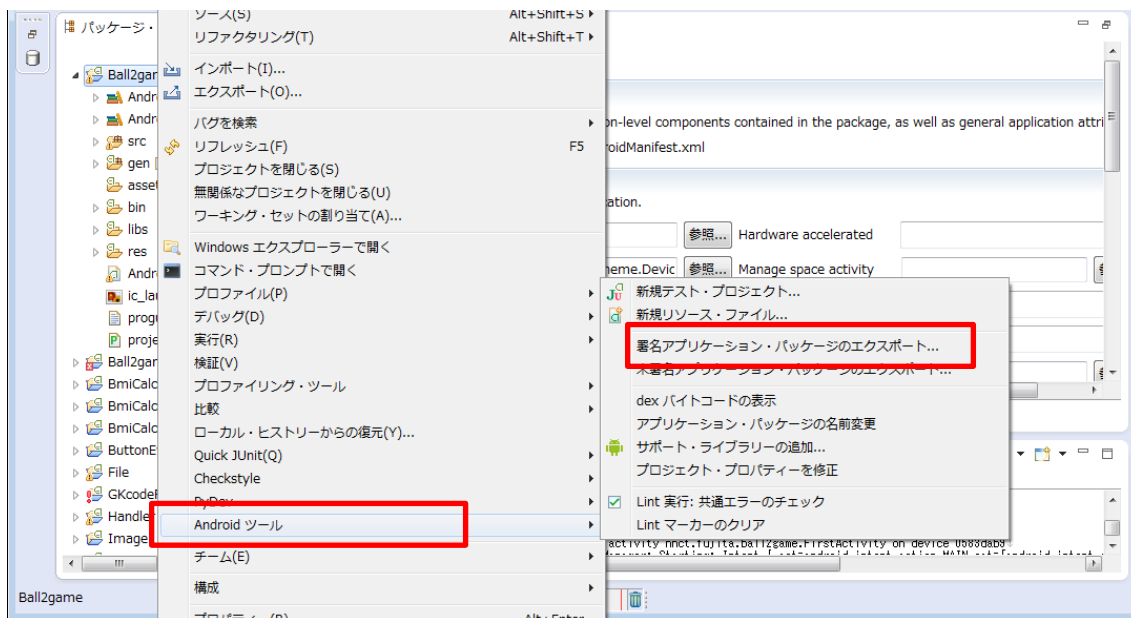 ソース(S) Alt+Shift+S
リファクタリング(T) Alt+Shift+T
インポート(I)...
エクスポート(O)...
バグを検索
リフレッシュ(F) F5
プロジェクトを閉じる(S)
無関係なプロジェクトを閉じる(U)
ワーキング・セットの割り当て(A)...
Windows エクスプローラーで開く
コマンド・プロンプトで開く
プロファイル(P)
デバッグ(D)
実行(R)
検証(V)
プロファイリング・ツール
比較
ローカル・ヒストリーからの復元(Y)...
Quick JUnit(Q)
Checkstyle
PyDev
Android ツール
チーム(E)
構成
プロパティー(R) Alt+Enter
新規テスト・プロジェクト...
新規リソース・ファイル...
署名アプリケーション・パッケージのエクスポート...
未署名アプリケーション・パッケージのエクスポート...
dex バイトコードの表示
アプリケーション・パッケージの名前変更
サポート・ライブラリーの追加...
プロジェクト・プロパティーを修正
Lint 実行: 共通エラーのチェック
Lint マーカーのクリア
パッケージ・
Ball2gar
Andr
Andr
src
gen [
asset
bin
libs
res
Andr
ic_lau
progu
proje
Ball2gar
BmiCalc
BmiCalc
BmiCalc
ButtonE
File
GKcodeR
Handler
Image
Ball2game
on-level components contained in the package, as well as general application attri
roidManifest.xml
cation.
参照... Hardware accelerated
heme.Devic 参照... Manage space activity
activity nnct.fujita.ball2game.FirstActivity on device 0583dab3